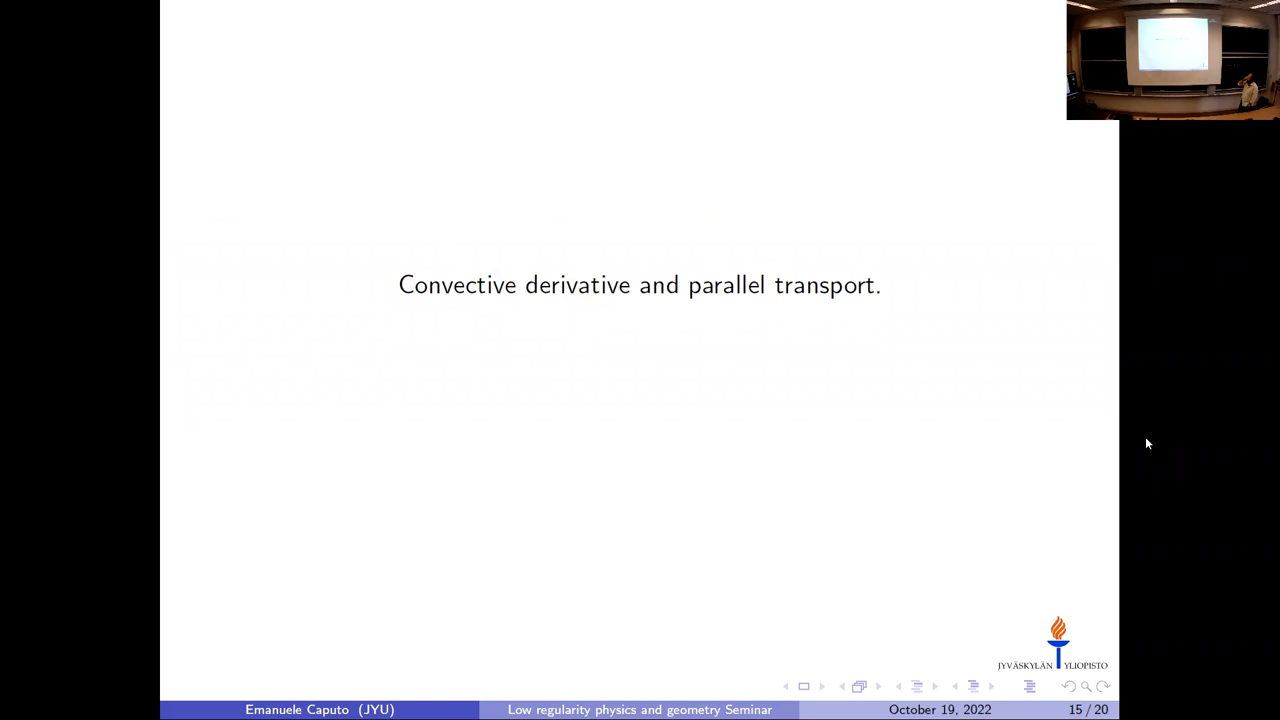 Convective derivative and parallel transport.
JYVÄSKYLÄN YLIOPISTO
Emanuele Caputo (JYU) Low regularity physics and geometry Seminar October 19, 2022 15 / 20